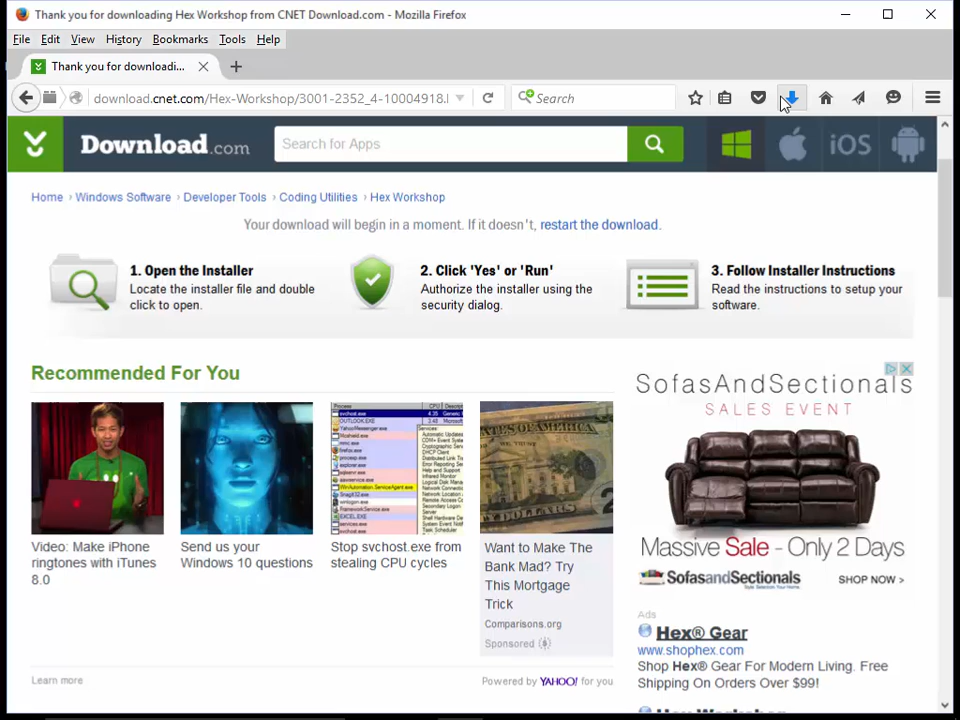 Thank you for downloading Hex Workshop from CNET Download.com - Mozilla Firefox
File Edit View History Bookmarks Tools Help
Thank you for downloadi...
download.cnet.com/Hex-Workshop/3001-2352_4-10004918.l
Search
Download.com
Search for Apps
iOS
Home › Windows Software › Developer Tools › Coding Utilities › Hex Workshop
Your download will begin in a moment. If it doesn't, restart the download.
1. Open the Installer
Locate the installer file and double
click to open.
2. Click 'Yes' or 'Run'
Authorize the installer using the
security dialog.
3. Follow Installer Instructions
Read the instructions to setup your
software.
Recommended For You
Video: Make iPhone
ringtones with iTunes
8.0
Send us your
Windows 10 questions
Stop svchost.exe from
stealing CPU cycles
Want to Make The
Bank Mad? Try
This Mortgage
Trick
Comparisons.org
Sponsored
Learn more
Powered by YAHOO! for you
SofasAndSectionals
SALES EVENT
Massive Sale - Only 2 Days
SofasandSectionals
SHOP NOW >
Ads
Hex® Gear
www.shophex.com
Shop Hex® Gear For Modern Living. Free
Shipping On Orders Over $99!